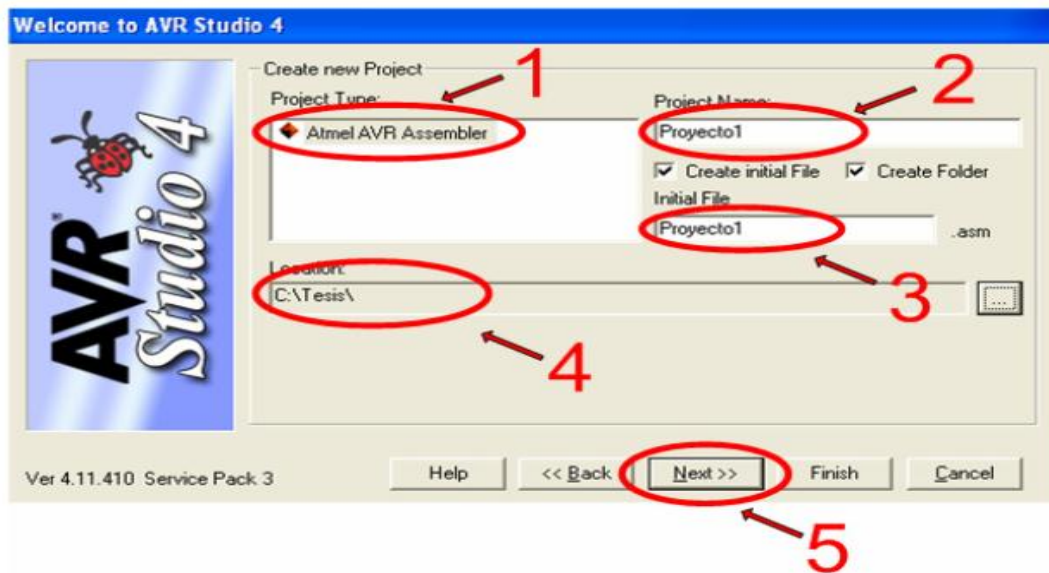 Welcome to AVR Studio 4
AVR® Studio 4
Create new Project
1
Project Type:
Atmel AVR Assembler
2
Project Name:
Proyecto1
Create initial File
Create Folder
Initial File
Proyecto1
.asm
3
Location:
C:\Tesis\
...
4
Ver 4.11.410 Service Pack 3
Help
<< Back
Next >>
Finish
Cancel
5